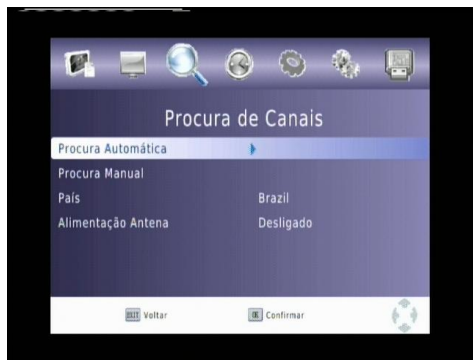 Procura de Canais
Procura Automática
Procura Manual
País Brazil
Alimentação Antena Desligado
EXIT Voltar OK Confirmar